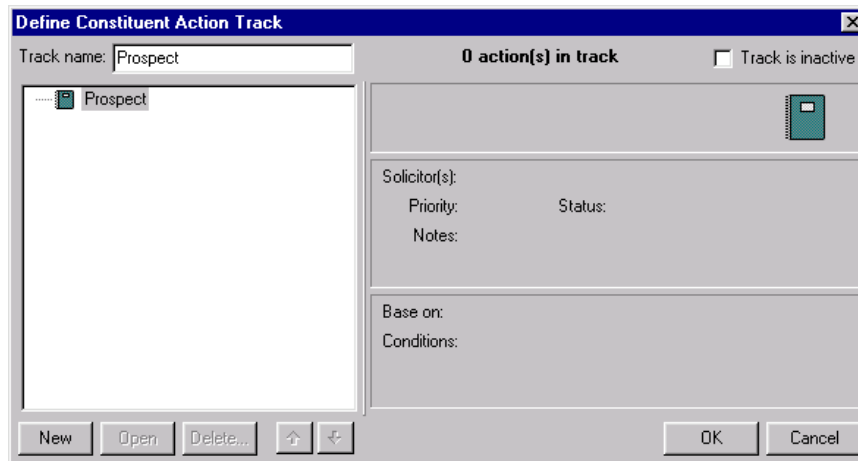 Define Constituent Action Track
Track name: Prospect 0 action(s) in track Track is inactive
Prospect
Solicitor(s):
Priority: Status:
Notes:
Base on:
Conditions:
New Open Delete... OK Cancel